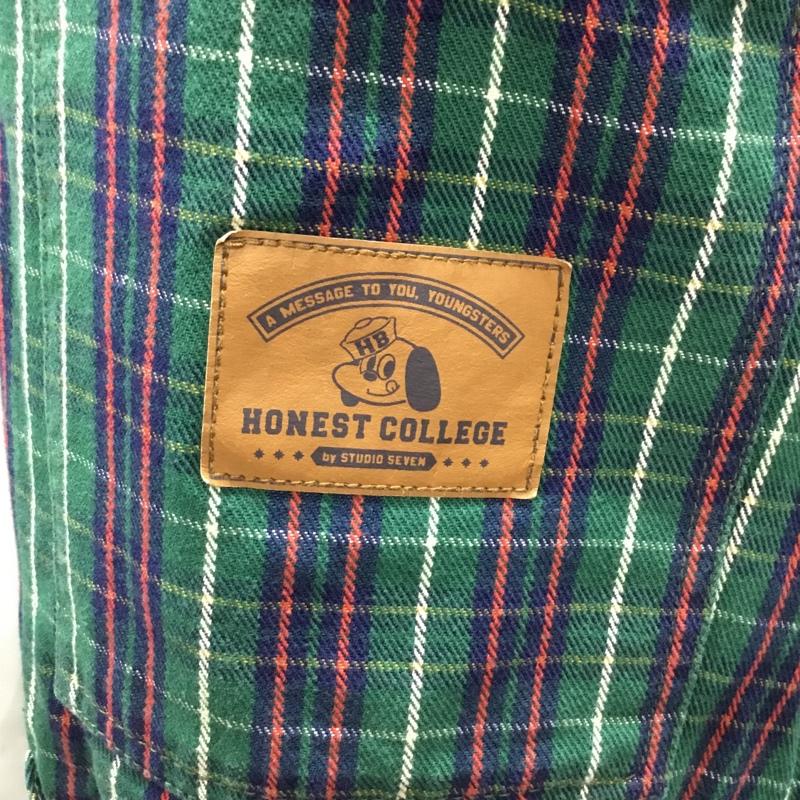 A MESSAGE TO YOU, YOUNGSTERS
HB
HONEST COLLEGE
by STUDIO SEVEN